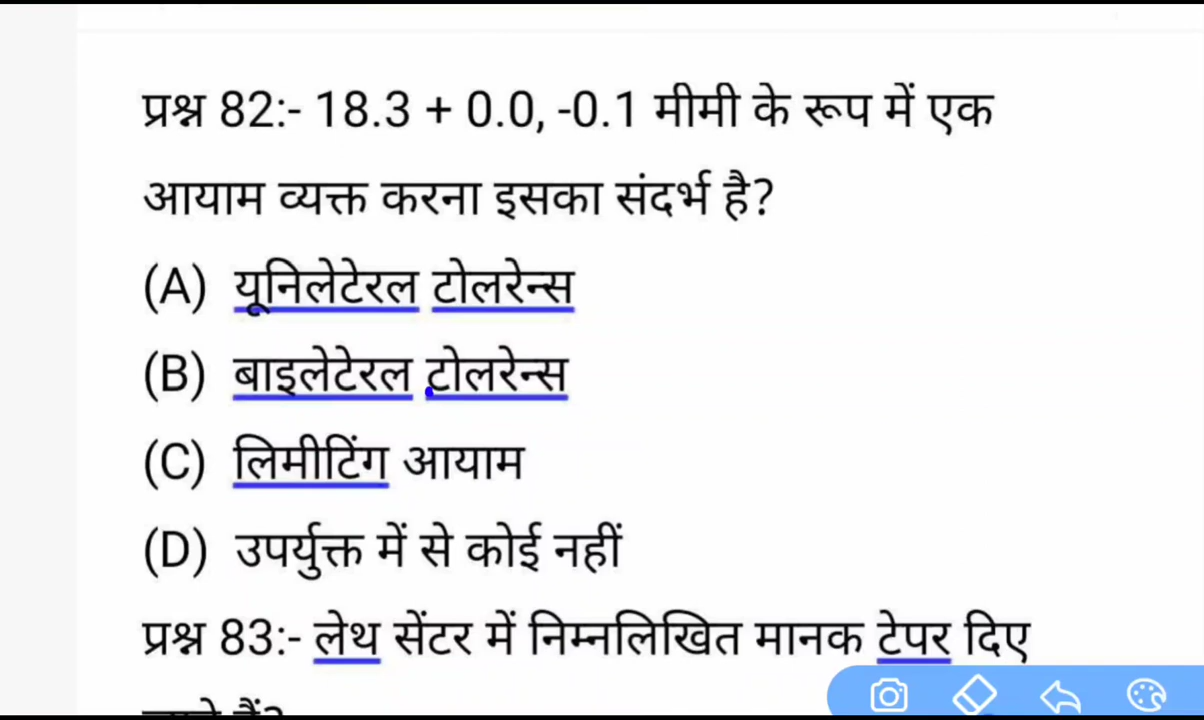 प्रश्न 82:- 18.3 + 0.0, -0.1 मीमी के रूप में एक
आयाम व्यक्त करना इसका संदर्भ है?
(A) यूनिलेटेरल टोलरेन्स
(B) बाइलेटेरल टोलरेन्स
(C) लिमीटिंग आयाम
(D) उपर्युक्त में से कोई नहीं
प्रश्न 83:- लेथ सेंटर में निम्नलिखित मानक टेपर दिए